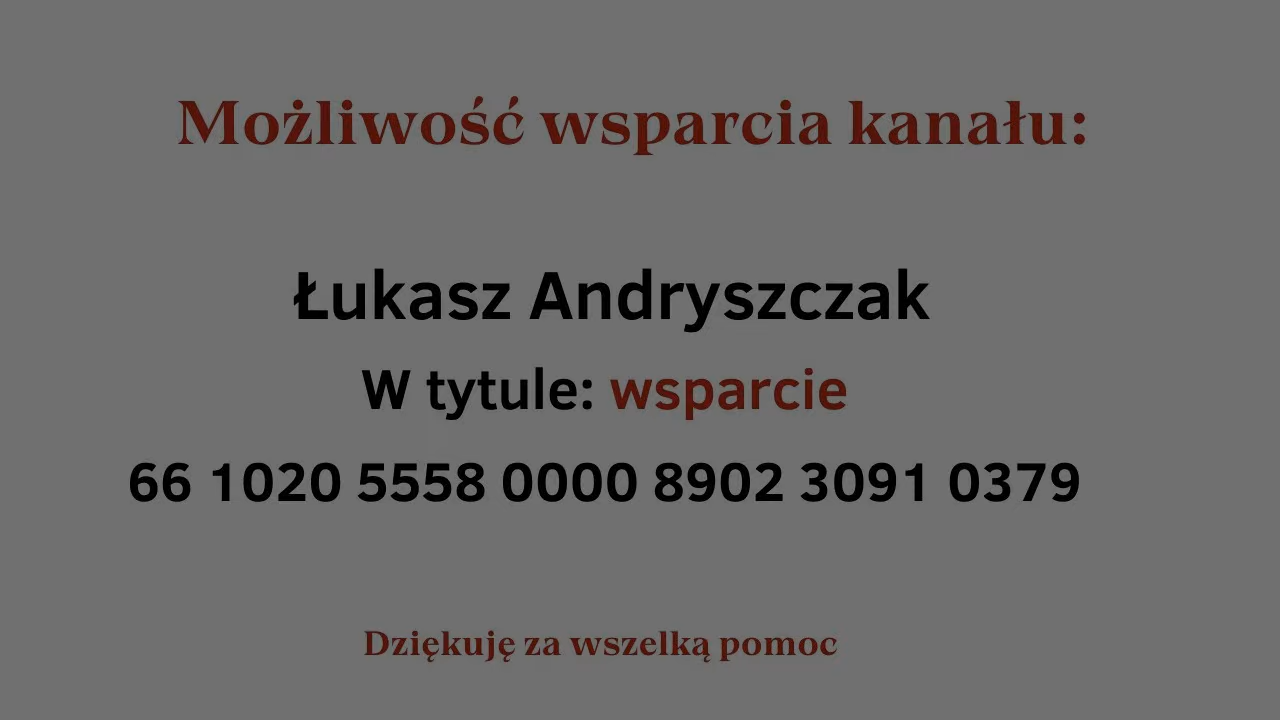 Możliwość wsparcia kanału:
Łukasz Andryszczak
W tytule: wsparcie
66 1020 5558 0000 8902 3091 0379
Dziękuję za wszelką pomoc